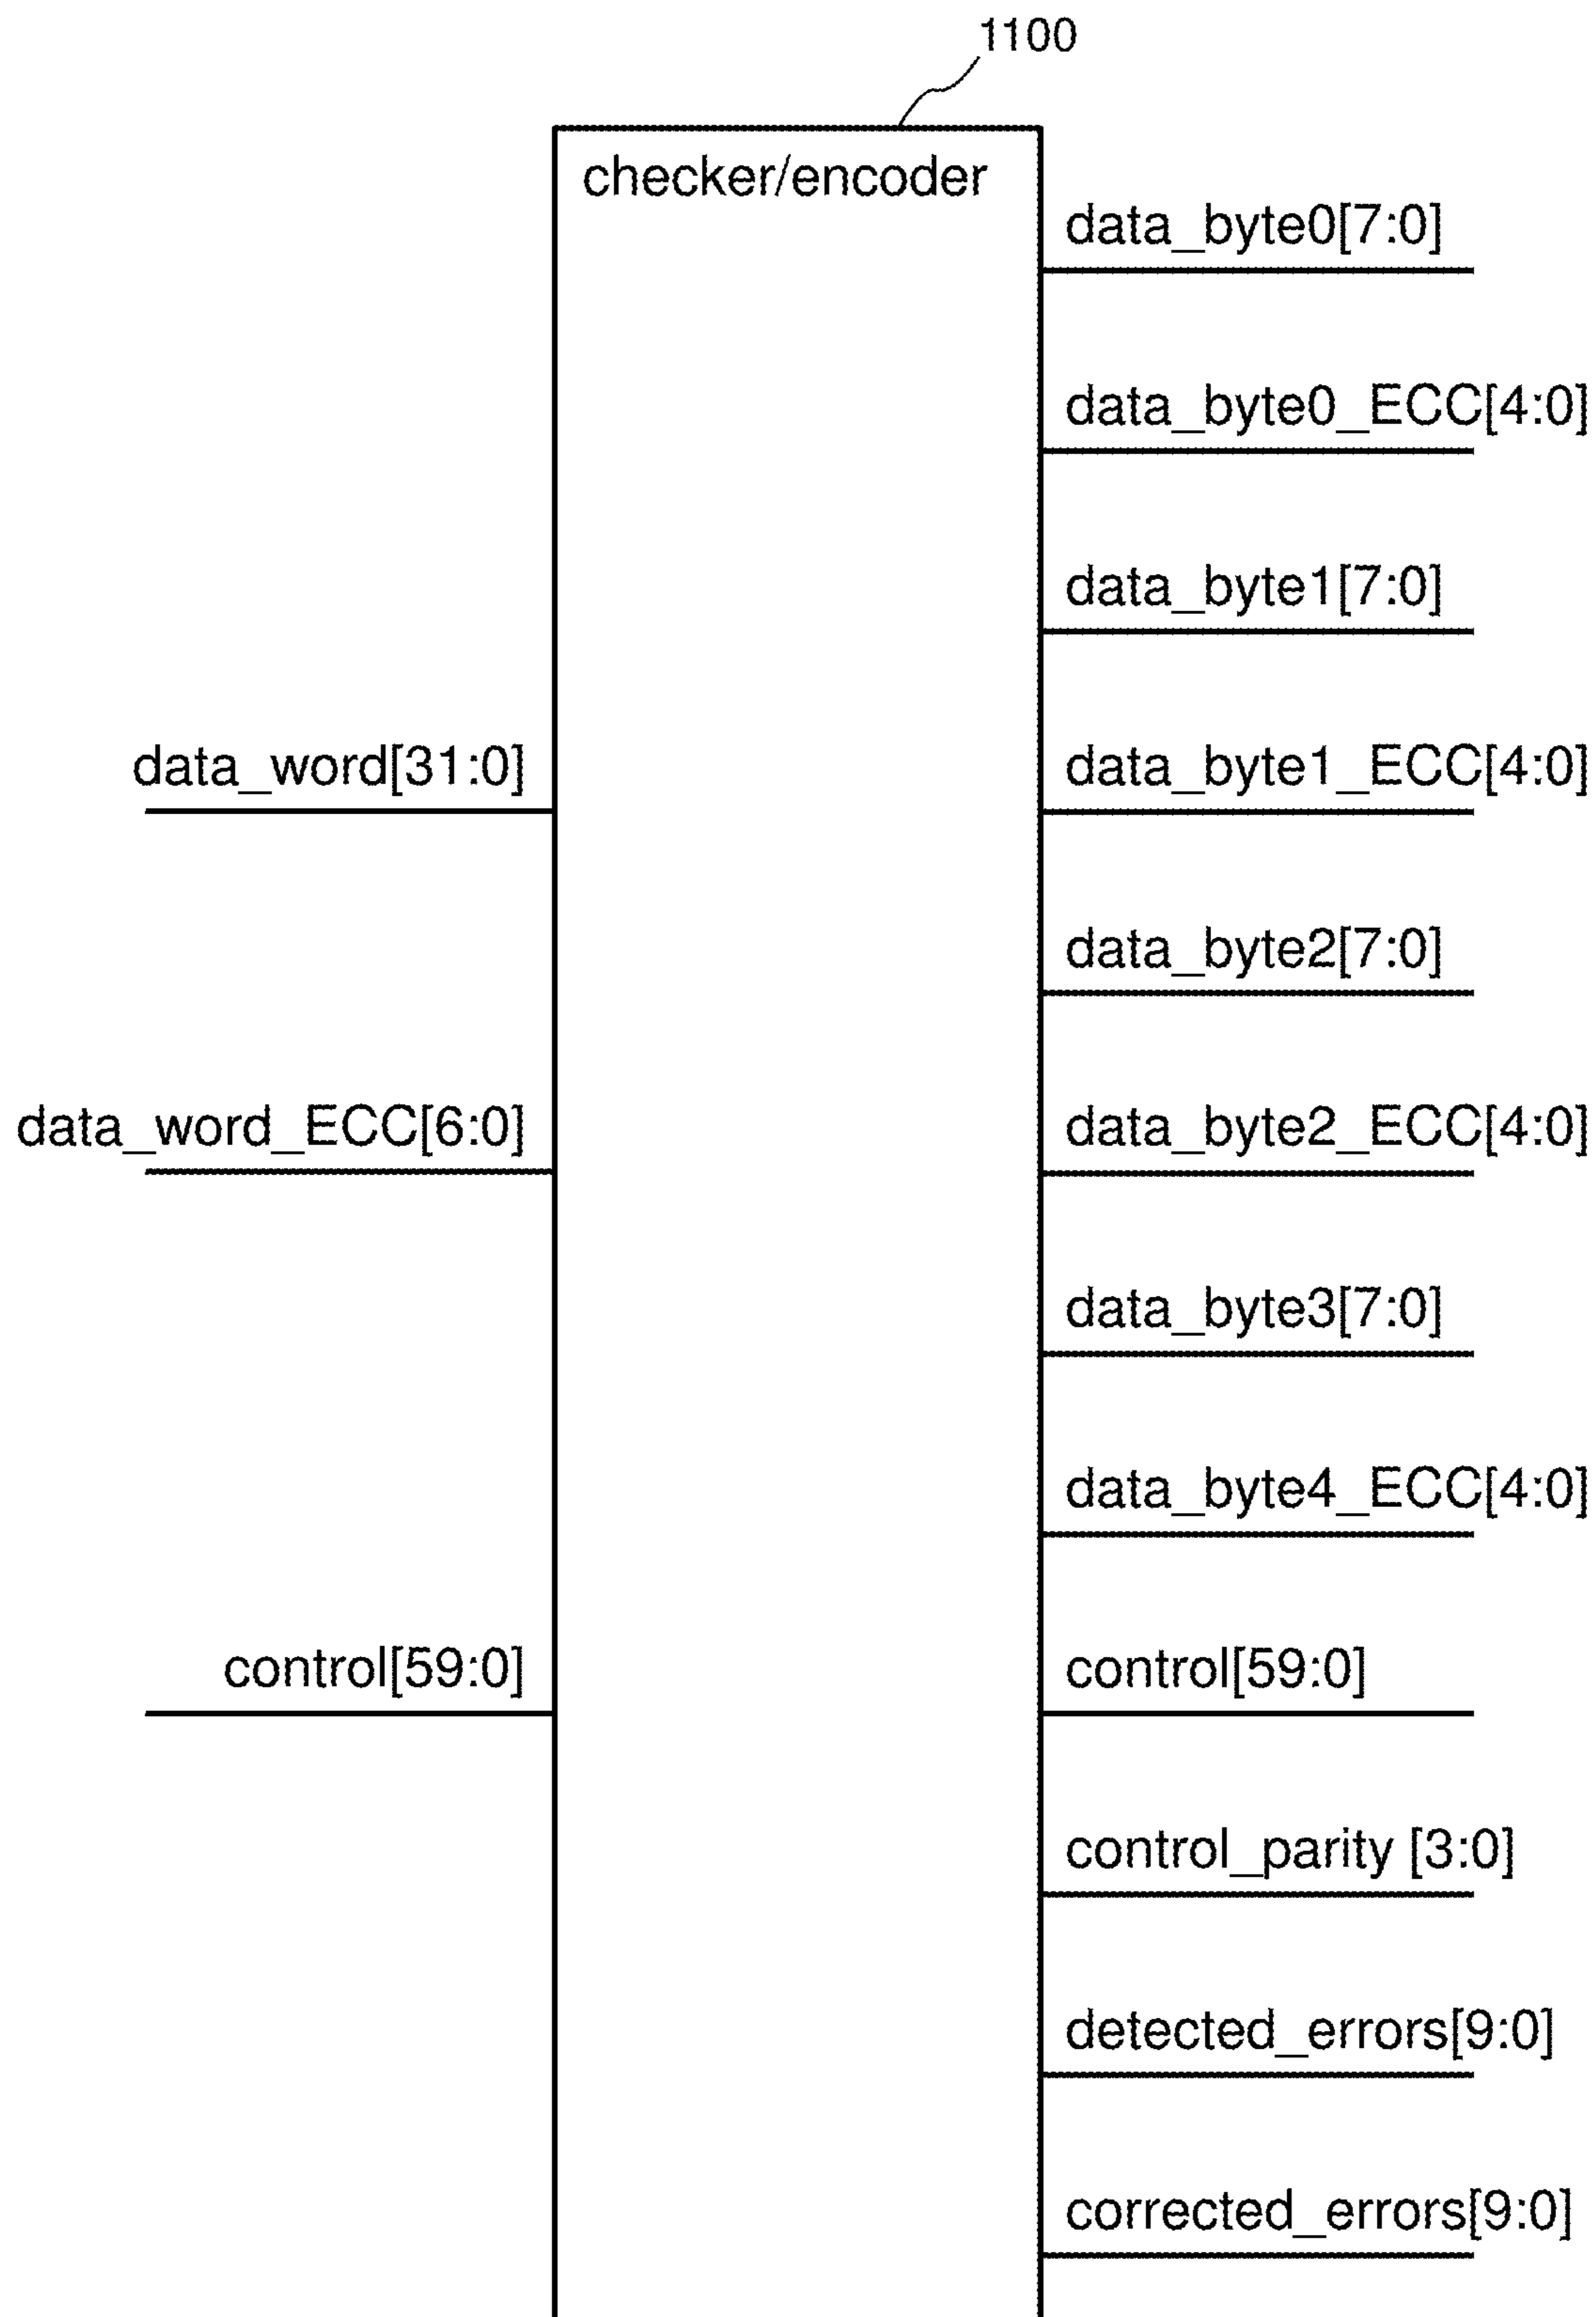 1100
checker/encoder
data_byte0[7:0]
data_byte0_ECC[4:0]
data_byte1[7:0]
data_word[31:0]
data_byte1_ECC[4:0]
data_byte2[7:0]
data_word_ECC[6:0]
data_byte2_ECC[4:0]
data_byte3[7:0]
data_byte4_ECC[4:0]
control[59:0]
control[59:0]
control_parity [3:0]
detected_errors[9:0]
corrected_errors[9:0]